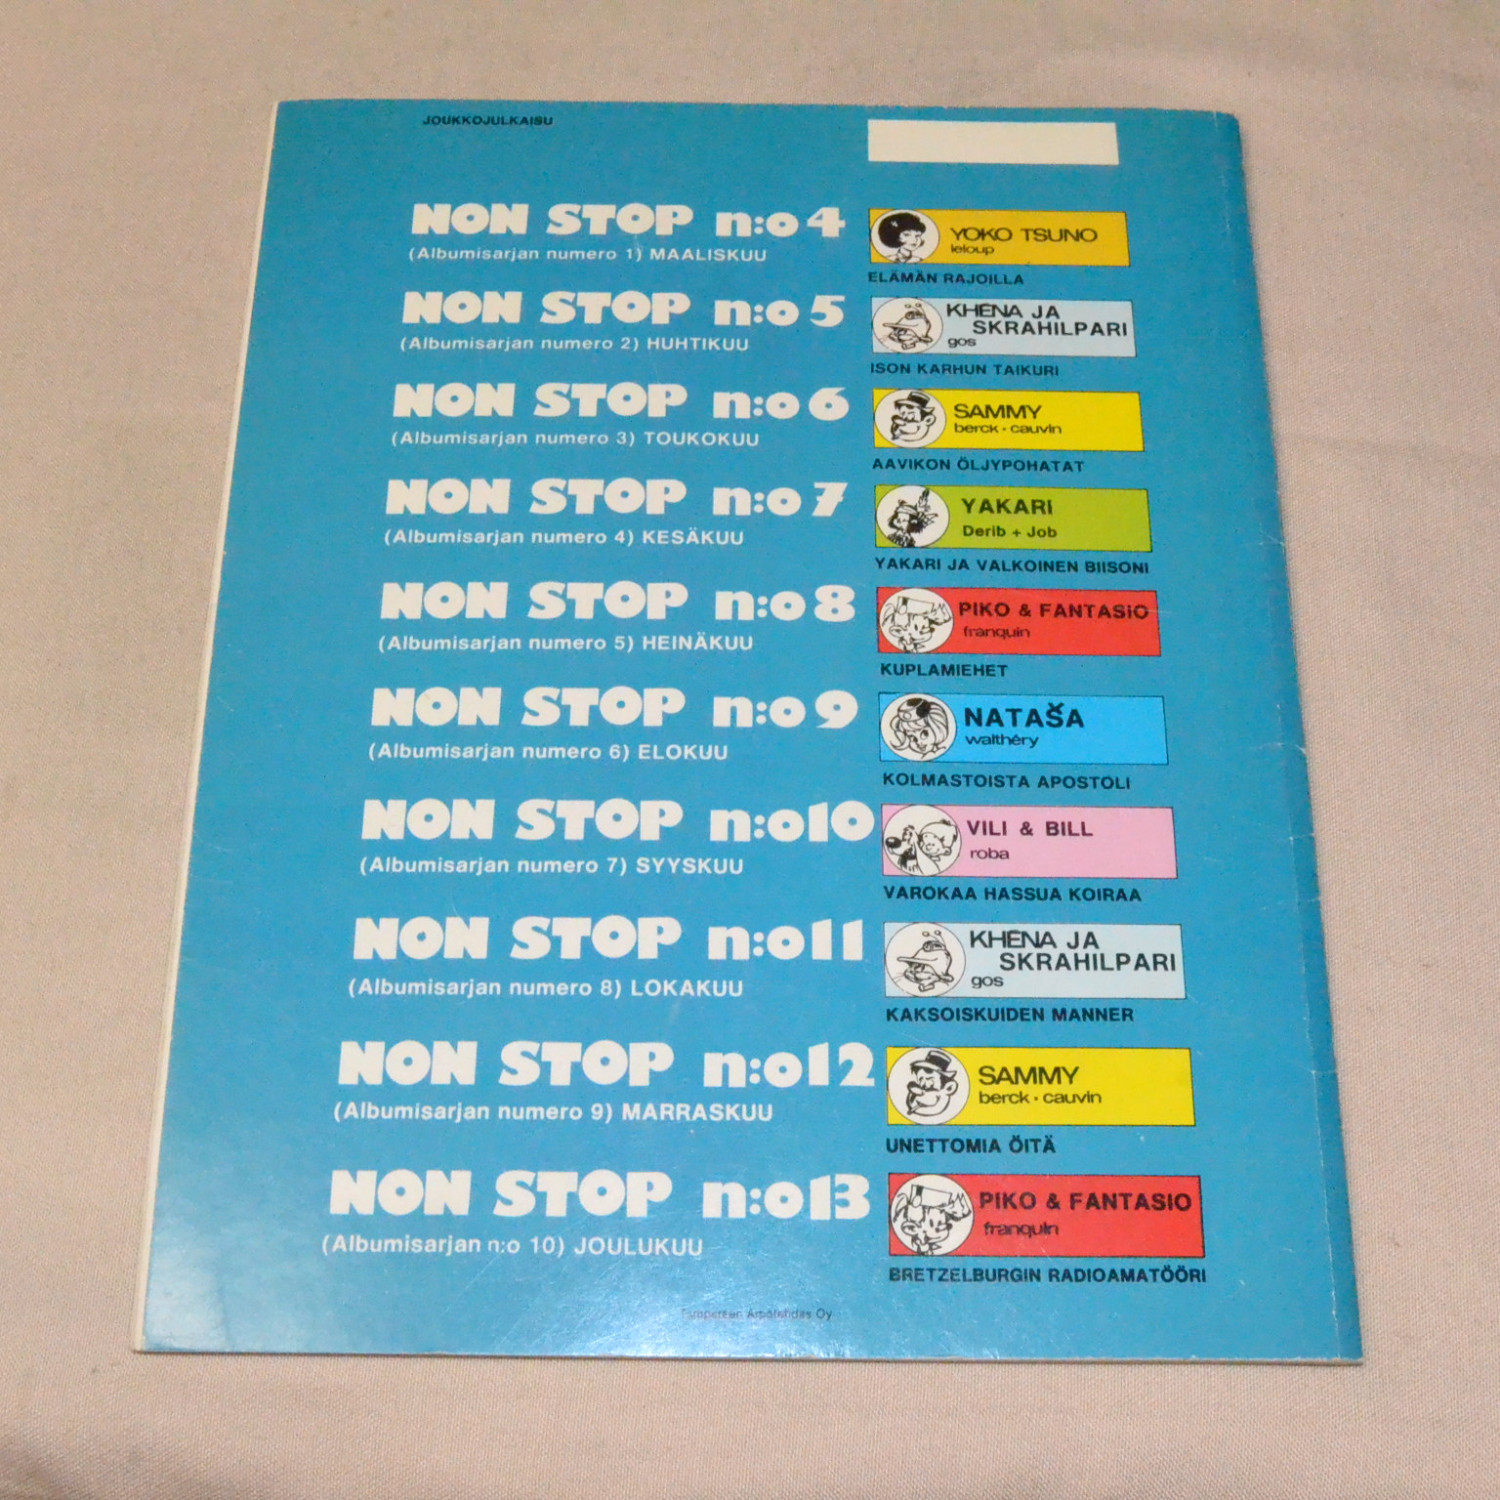 JOUKKOJULKAISU
NON STOP n:o 4
(Albumisarjan numero 1) MAALISKUU
YOKO TSUNO
leloup
ELÄMÄN RAJOILLA
NON STOP n:o 5
(Albumisarjan numero 2) HUHTIKUU
KHENA JA
SKRAHILPARI
gos
ISON KARHUN TAIKURI
NON STOP n:o 6
(Albumisarjan numero 3) TOUKOKUU
SAMMY
berck · cauvin
AAVIKON ÖLJYPOHATAT
NON STOP n:o 7
(Albumisarjan numero 4) KESÄKUU
YAKARI
Derib + Job
YAKARI JA VALKOINEN BIISONI
NON STOP n:o 8
(Albumisarjan numero 5) HEINÄKUU
PIKO & FANTASIO
franquin
KUPLAMIEHET
NON STOP n:o 9
(Albumisarjan numero 6) ELOKUU
NATAŠA
walthéry
KOLMASTOISTA APOSTOLI
NON STOP n:o 10
(Albumisarjan numero 7) SYYSKUU
VILI & BILL
roba
VAROKAA HASSUA KOIRAA
NON STOP n:o 11
(Albumisarjan numero 8) LOKAKUU
KHENA JA
SKRAHILPARI
gos
KAKSOISKUIDEN MANNER
NON STOP n:o 12
(Albumisarjan numero 9) MARRASKUU
SAMMY
berck · cauvin
UNETTOMIA ÖITÄ
NON STOP n:o 13
(Albumisarjan n:o 10) JOULUKUU
PIKO & FANTASIO
franquin
BRETZELBURGIN RADIOAMATÖÖRI
Oy